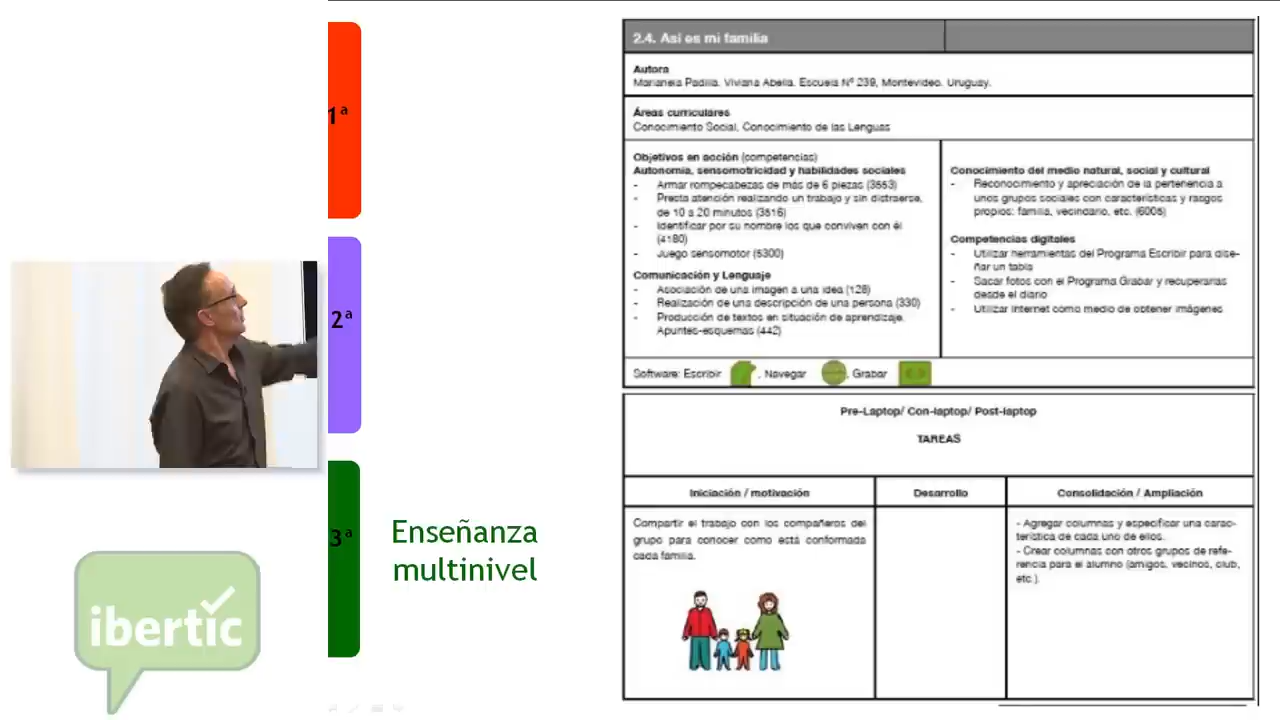 1ª
2ª
3ª
Enseñanza
multinivel
ibertic
2.4. Así es mi familia
Autora
Marianela Padilla. Viviana Abella. Escuela Nº 239, Montevideo. Uruguay.
Áreas curriculares
Conocimiento Social, Conocimiento de las Lenguas
Objetivos en acción (competencias)
Autonomía, sensomotricidad y habilidades sociales
- Armar rompecabezas de más de 6 piezas (3553)
- Presta atención realizando un trabajo y sin distraerse,
de 10 a 20 minutos (3516)
- Identificar por su nombre los que conviven con él
(4180)
- Juego sensomotor (5300)
Comunicación y Lenguaje
- Asociación de una imagen a una idea (128)
- Realización de una descripción de una persona (330)
- Producción de textos en situación de aprendizaje.
Apuntes-esquemas (442)
Conocimiento del medio natural, social y cultural
- Reconocimiento y apreciación de la pertenencia a
unos grupos sociales con características y rasgos
propios: familia, vecindario, etc. (6005)
Competencias digitales
- Utilizar herramientas del Programa Escribir para dise-
ñar un tabla
- Sacar fotos con el Programa Grabar y recuperarlas
desde el diario
- Utilizar Internet como medio de obtener imágenes
Software: Escribir , Navegar , Grabar
Pre-Laptop/ Con-laptop/ Post-laptop
TAREAS
Iniciación / motivación
Desarrollo
Consolidación / Ampliación
Compartir el trabajo con los compañeros del
grupo para conocer como está conformada
cada familia.
- Agregar columnas y especificar una carac-
terística de cada uno de ellos.
- Crear columnas con otros grupos de refe-
rencia para el alumno (amigos, vecinos, club,
etc.).